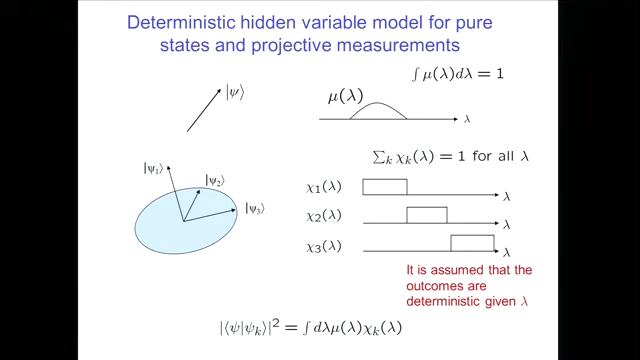 Deterministic hidden variable model for pure
states and projective measurements
∫ μ(λ)dλ = 1
|ψ⟩
μ(λ)
λ
∑ₖ χₖ(λ) = 1 for all λ
|ψ₁⟩
|ψ₂⟩
|ψ₃⟩
χ₁(λ)
λ
χ₂(λ)
λ
χ₃(λ)
λ
It is assumed that the
outcomes are
deterministic given λ
|⟨ψ|ψₖ⟩|² = ∫ dλμ(λ)χₖ(λ)